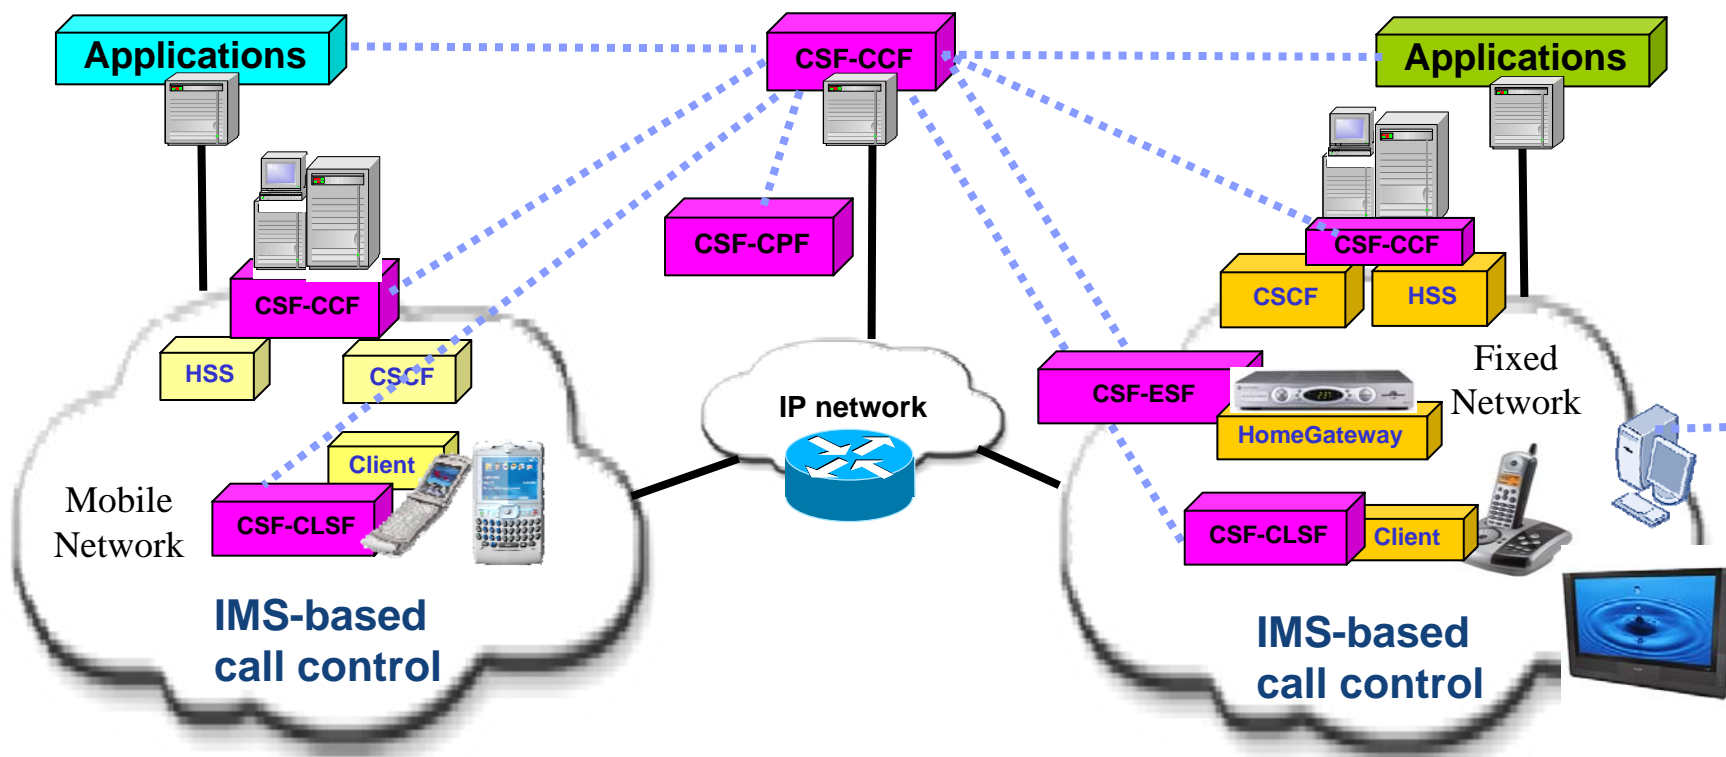 Applications
CSF-CCF
Applications
CSF-CPF
CSF-CCF
HSS
CSCF
Client
CSF-CLSF
Mobile
Network
IMS-based
call control
IP network
CSF-CCF
CSCF
HSS
Fixed
Network
CSF-ESF
HomeGateway
CSF-CLSF
Client
IMS-based
call control